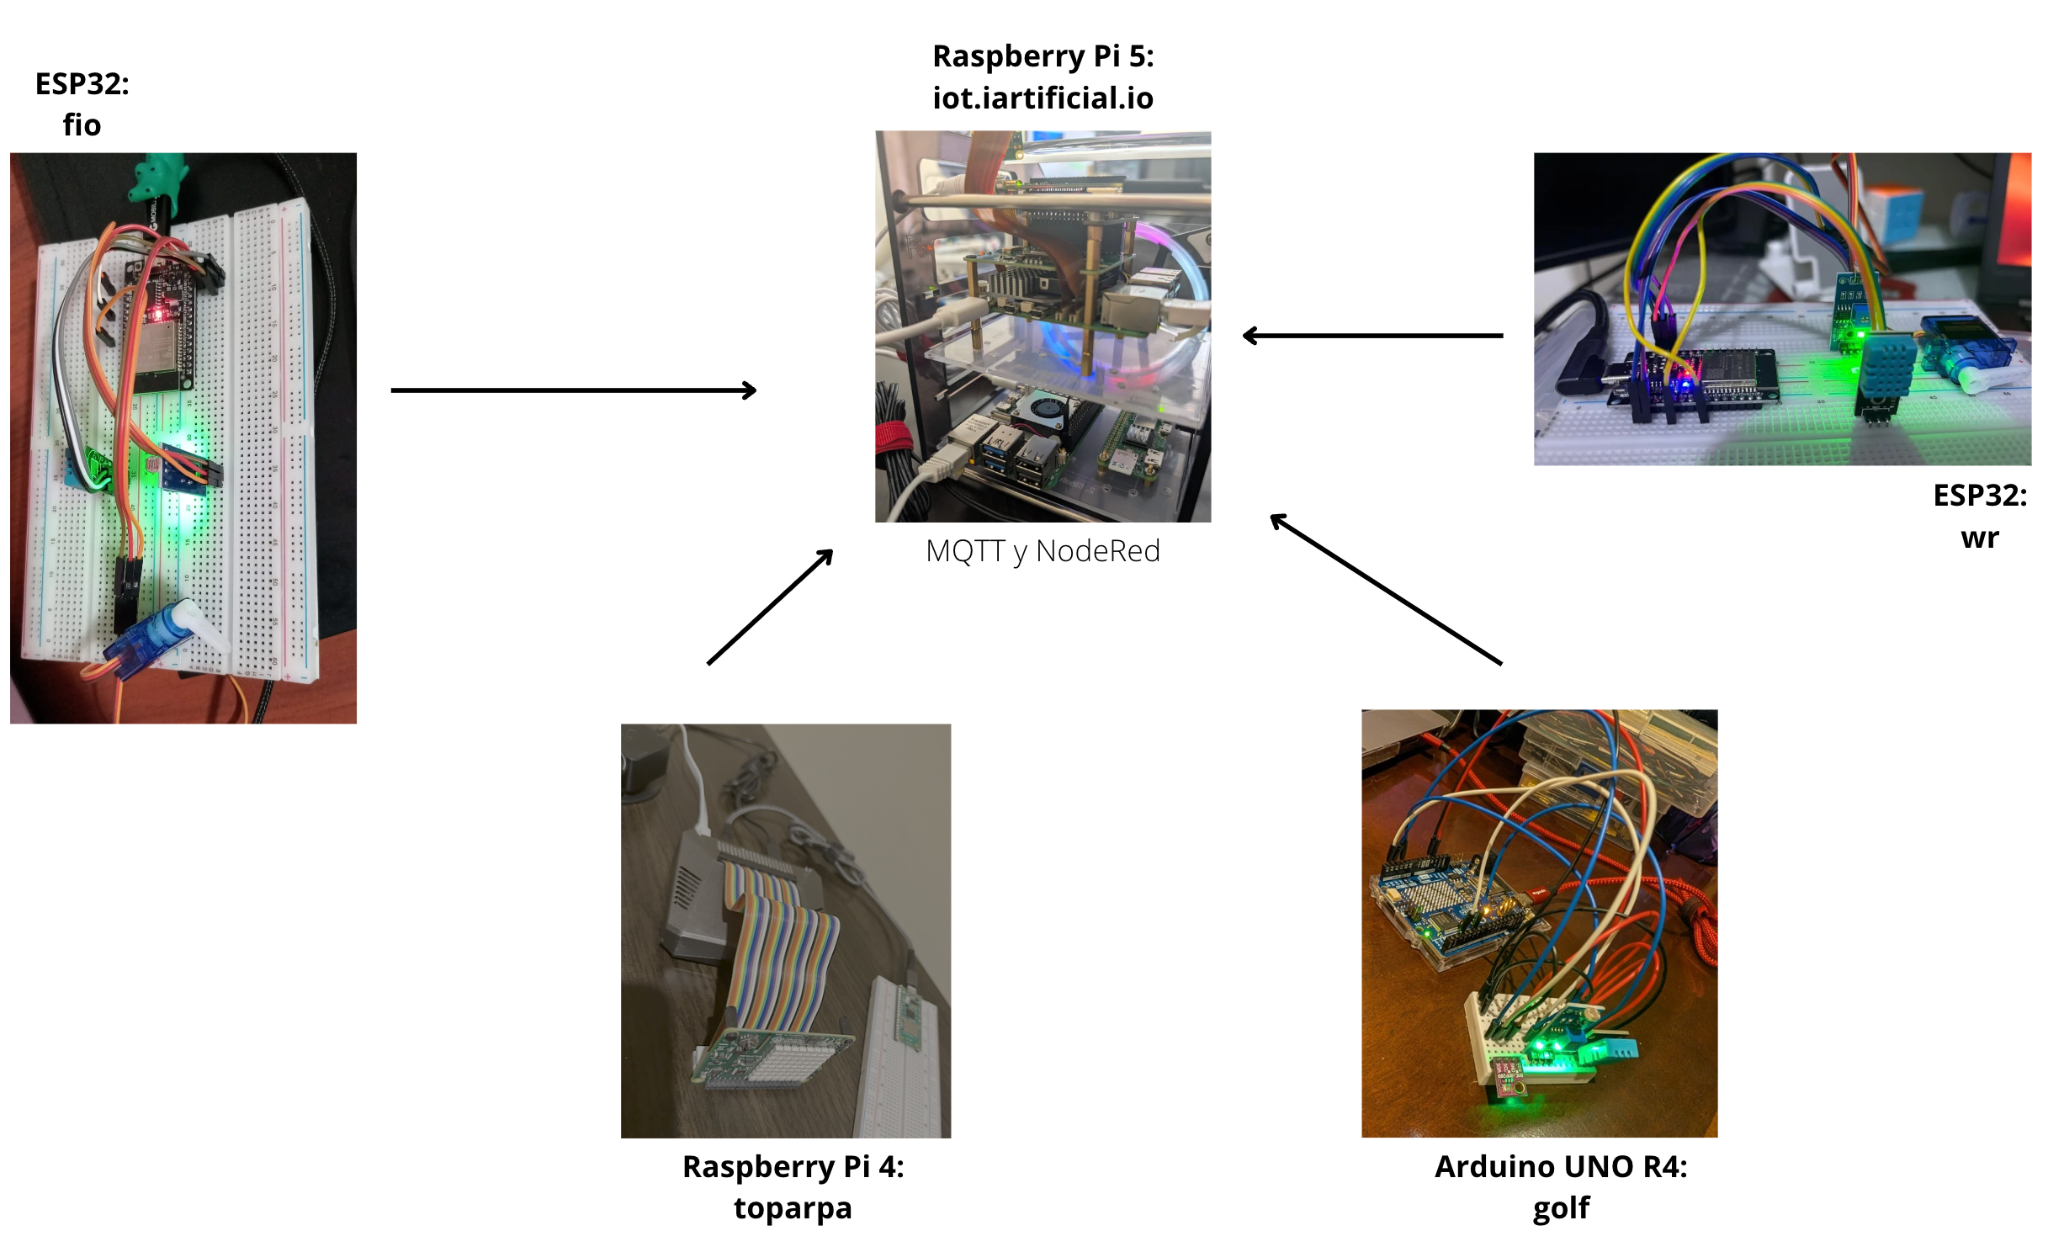 ESP32:
fio
Raspberry Pi 5:
iot.iartificial.io
MQTT y NodeRed
ESP32:
wr
Raspberry Pi 4:
toparpa
Arduino UNO R4:
golf